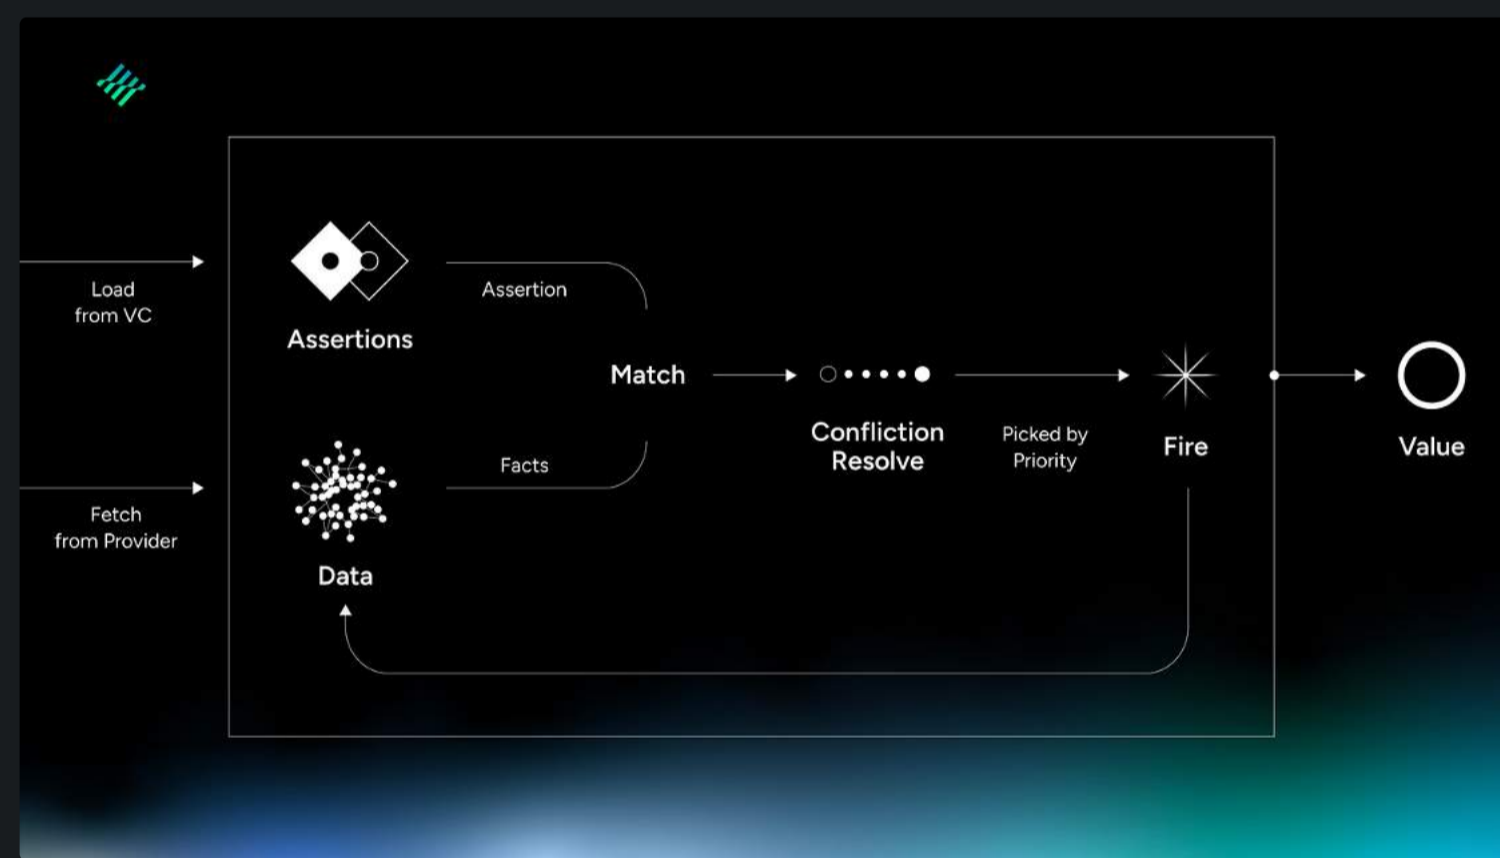 Load
from VC
Assertions
Assertion
Match
Confliction
Resolve
Picked by
Priority
Fire
Value
Fetch
from Provider
Facts
Data